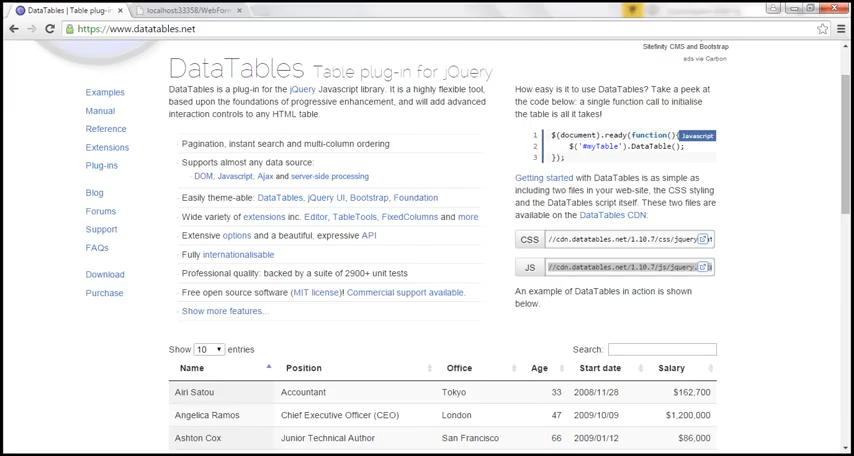 DataTables | Table plug-in
localhost:33358/WebForm
https://www.datatables.net
Sitefinity CMS and Bootstrap
ads via Carbon
DataTables Table plug-in for jQuery
DataTables is a plug-in for the jQuery Javascript library. It is a highly flexible tool,
based upon the foundations of progressive enhancement, and will add advanced
interaction controls to any HTML table.
Examples
Manual
Reference
Extensions
Plug-ins
Blog
Forums
Support
FAQs
Download
Purchase
· Pagination, instant search and multi-column ordering
· Supports almost any data source:
· DOM, Javascript, Ajax and server-side processing
· Easily theme-able: DataTables, jQuery UI, Bootstrap, Foundation
· Wide variety of extensions inc. Editor, TableTools, FixedColumns and more
· Extensive options and a beautiful, expressive API
· Fully internationalisable
· Professional quality: backed by a suite of 2900+ unit tests
· Free open source software (MIT license)! Commercial support available.
· Show more features...
How easy is it to use DataTables? Take a peek at
the code below: a single function call to initialise
the table is all it takes!
1 $(document).ready(function(){ Javascript
2 $('#myTable').DataTable();
3 });
Getting started with DataTables is as simple as
including two files in your web-site, the CSS styling
and the DataTables script itself. These two files are
available on the DataTables CDN:
CSS //cdn.datatables.net/1.10.7/css/jquery
JS //cdn.datatables.net/1.10.7/js/jquery.
An example of DataTables in action is shown
below.
Show 10 entries Search:
Name Position Office Age Start date Salary
Airi Satou Accountant Tokyo 33 2008/11/28 $162,700
Angelica Ramos Chief Executive Officer (CEO) London 47 2009/10/09 $1,200,000
Ashton Cox Junior Technical Author San Francisco 66 2009/01/12 $86,000